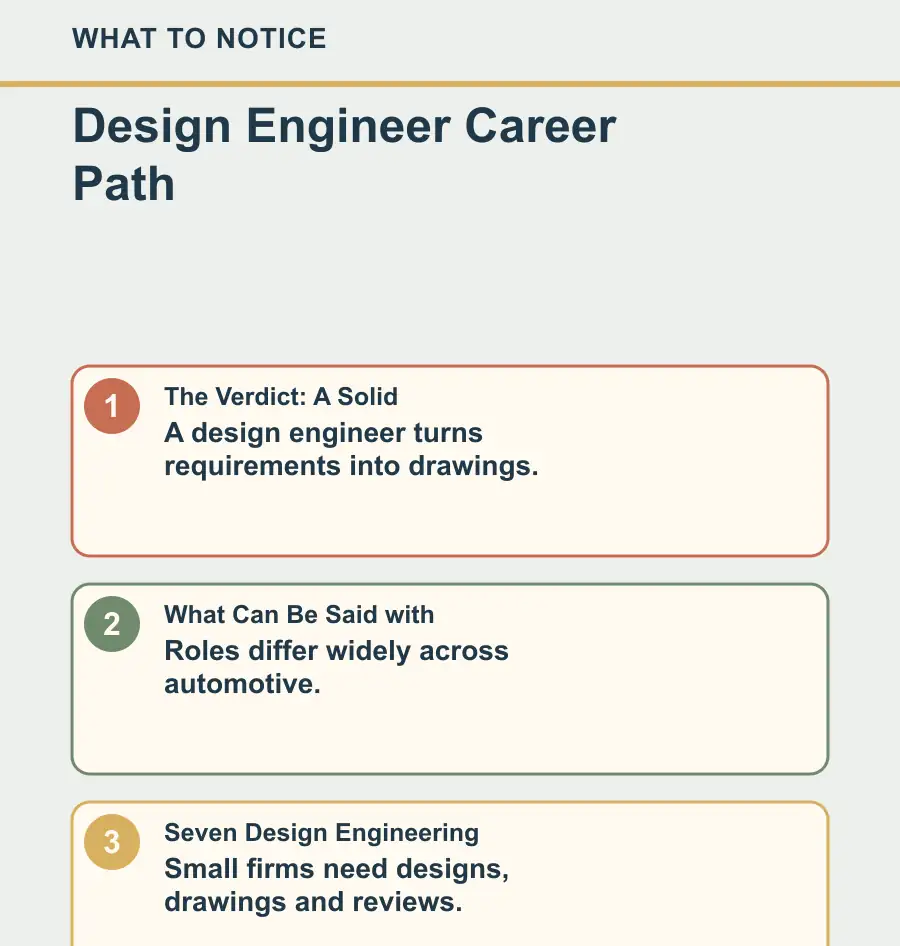 WHAT TO NOTICE
Design Engineer Career
Path
1
The Verdict: A Solid
A design engineer turns
requirements into drawings.
2
What Can Be Said with
Roles differ widely across
automotive.
3
Seven Design Engineering
Small firms need designs,
drawings and reviews.